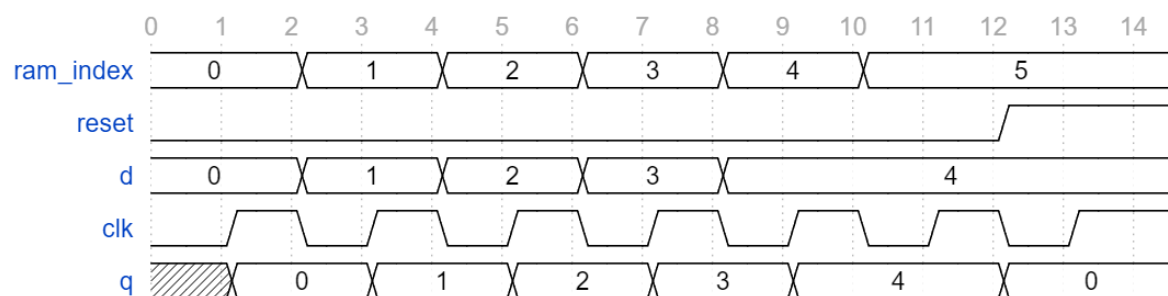 0 1 2 3 4 5 6 7 8 9 10 11 12 13 14
ram_index 0 1 2 3 4 5
reset
d 0 1 2 3 4
clk
q 0 1 2 3 4 0